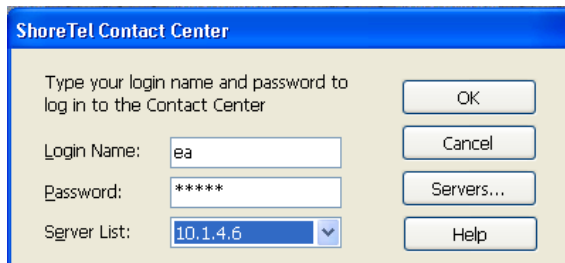 ShoreTel Contact Center
Type your login name and password to
log in to the Contact Center
OK
Login Name: ea
Cancel
Password: *****
Servers...
Server List: 10.1.4.6
Help